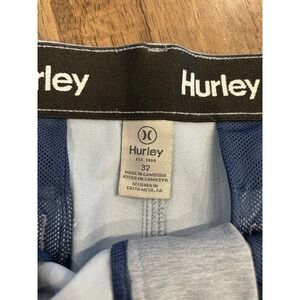 Hurley
Hurley
Hurley
EST. 1999
32
MADE IN CAMBODIA
HECHO EN CAMBOYA
DESIGNED IN
COSTA MESA, CA